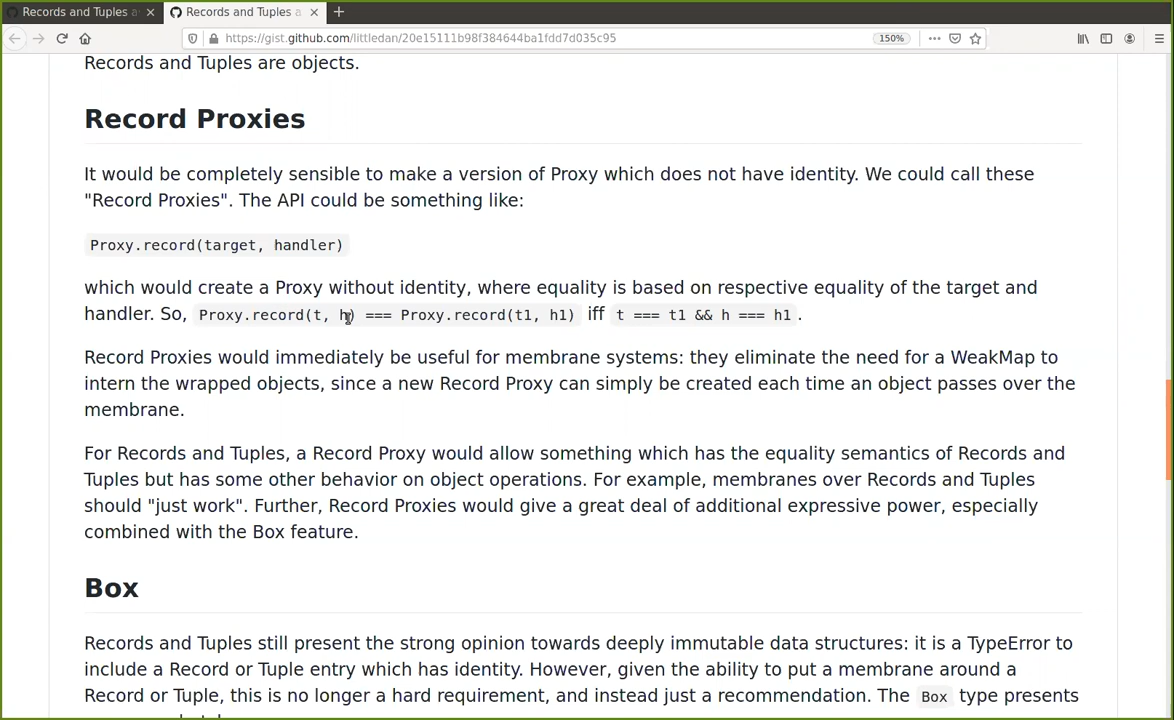 Records and Tuples a
Records and Tuples a
https://gist.github.com/littledan/20e15111b98f384644ba1fdd7d035c95
150%
Records and Tuples are objects.
Record Proxies
It would be completely sensible to make a version of Proxy which does not have identity. We could call these
"Record Proxies". The API could be something like:
Proxy.record(target, handler)
which would create a Proxy without identity, where equality is based on respective equality of the target and
handler. So, Proxy.record(t, h) === Proxy.record(t1, h1) iff t === t1 && h === h1 .
Record Proxies would immediately be useful for membrane systems: they eliminate the need for a WeakMap to
intern the wrapped objects, since a new Record Proxy can simply be created each time an object passes over the
membrane.
For Records and Tuples, a Record Proxy would allow something which has the equality semantics of Records and
Tuples but has some other behavior on object operations. For example, membranes over Records and Tuples
should "just work". Further, Record Proxies would give a great deal of additional expressive power, especially
combined with the Box feature.
Box
Records and Tuples still present the strong opinion towards deeply immutable data structures: it is a TypeError to
include a Record or Tuple entry which has identity. However, given the ability to put a membrane around a
Record or Tuple, this is no longer a hard requirement, and instead just a recommendation. The Box type presents